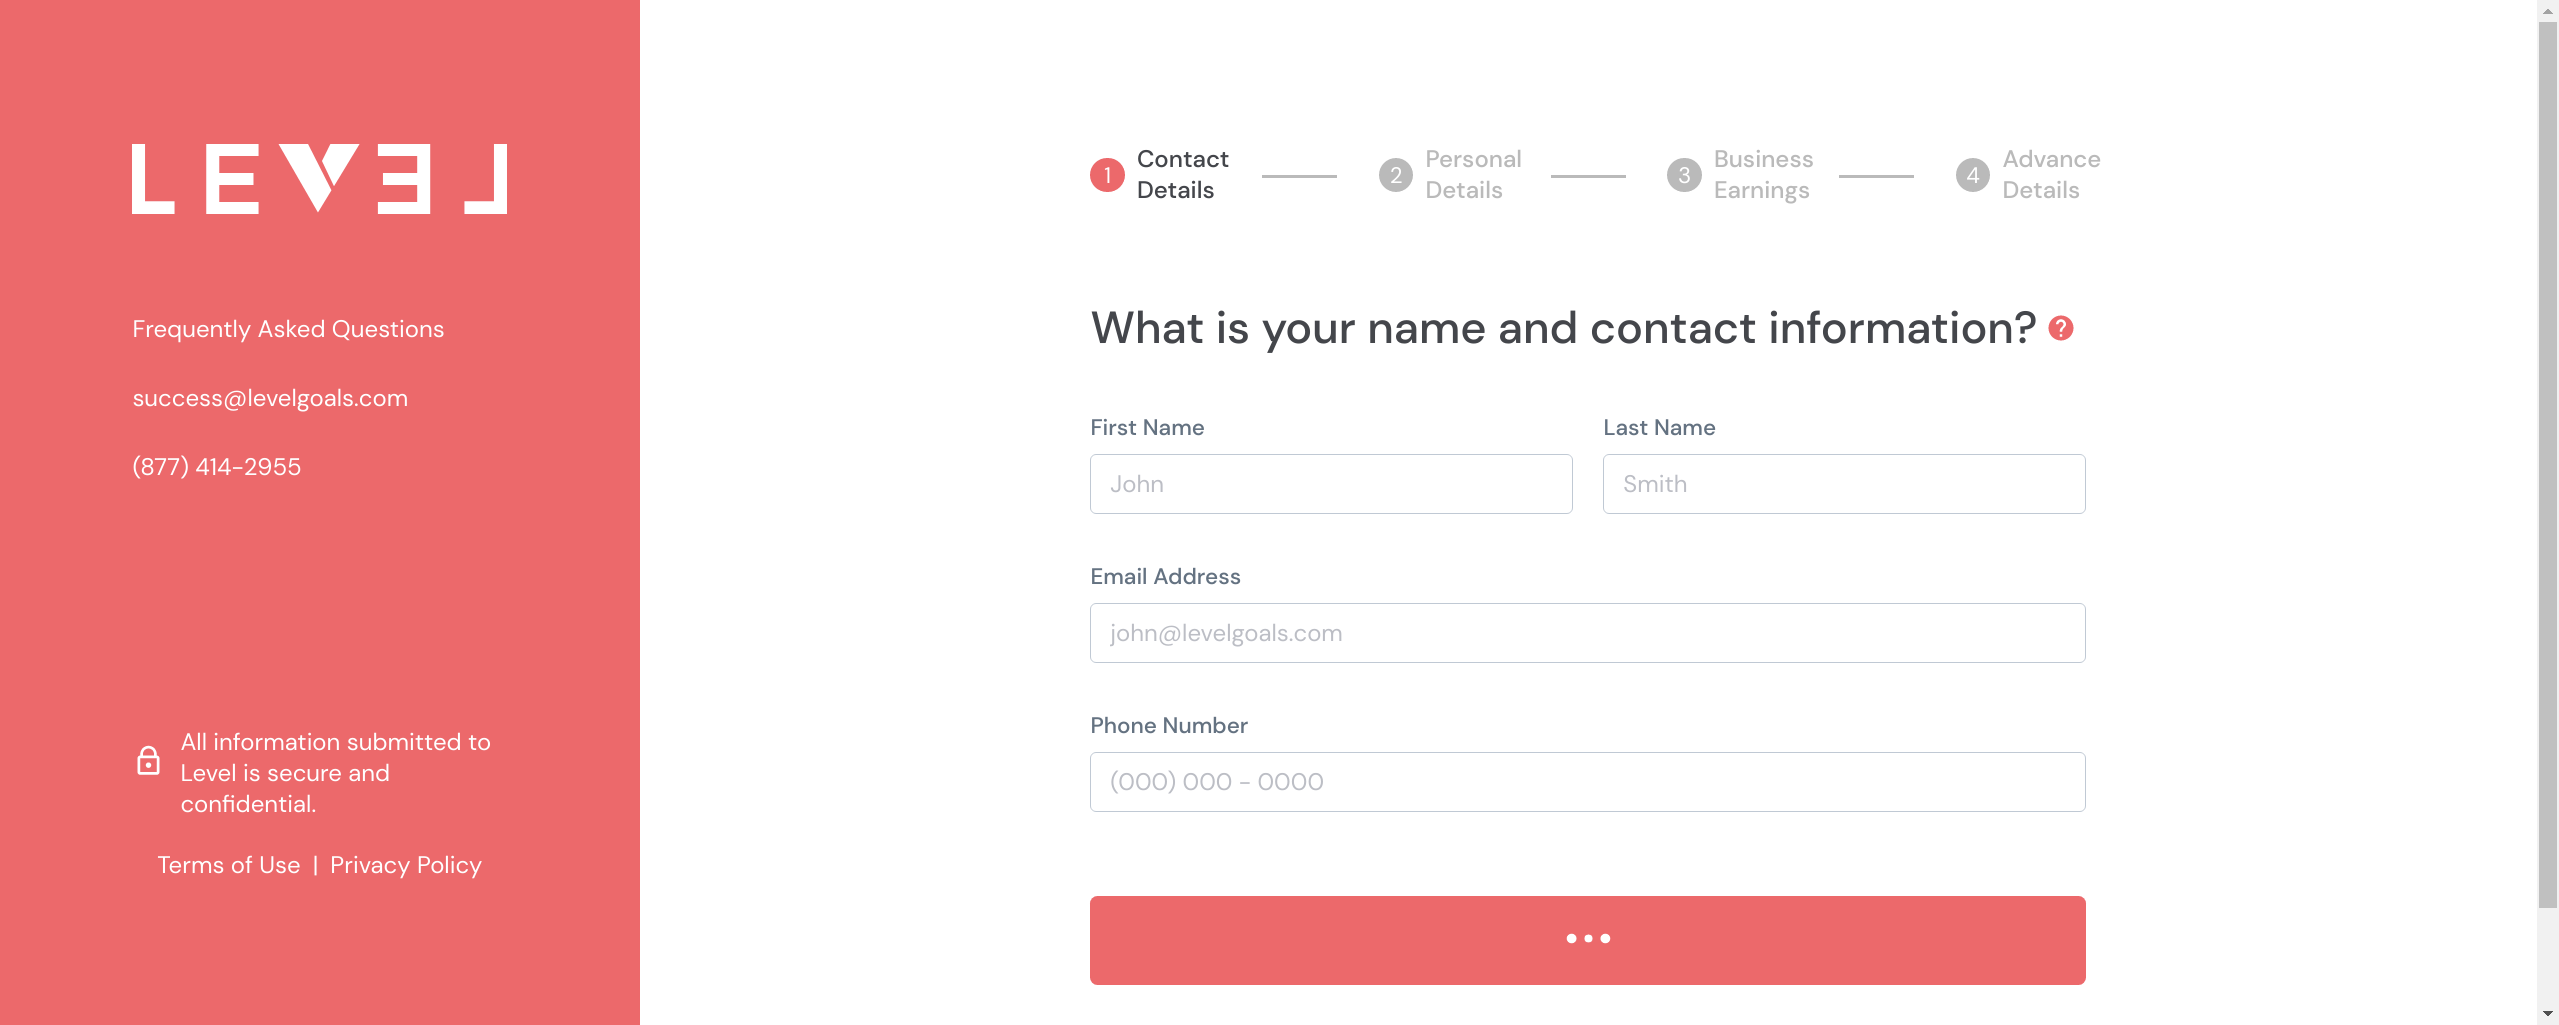 LEVEL
Frequently Asked Questions
success@levelgoals.com
(877) 414-2955
All information submitted to
Level is secure and
confidential.
Terms of Use | Privacy Policy
1 Contact
Details
2 Personal
Details
3 Business
Earnings
4 Advance
Details
What is your name and contact information? ?
First Name
John
Last Name
Smith
Email Address
john@levelgoals.com
Phone Number
(000) 000 - 0000